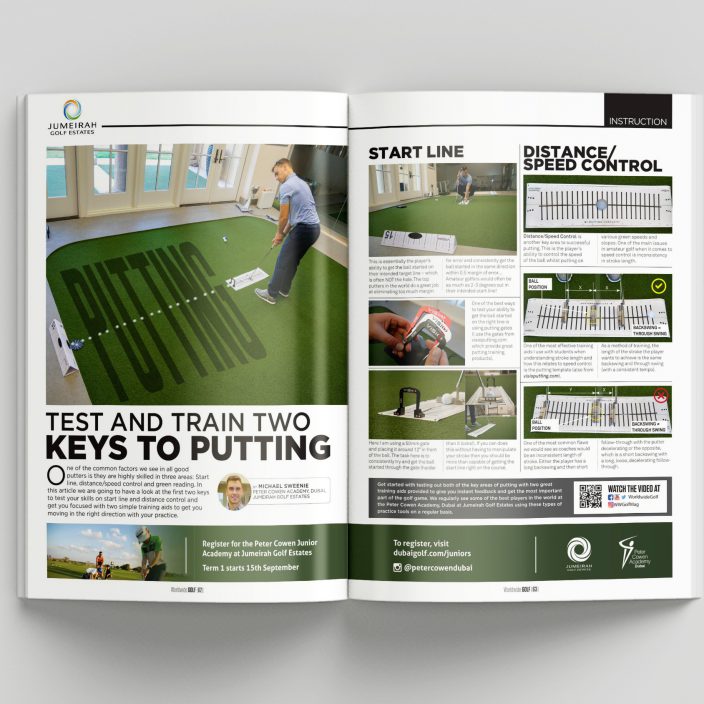 JUMEIRAH
GOLF ESTATES
TEST AND TRAIN TWO
KEYS TO PUTTING
One of the common factors we see in all good
putters is they are highly skilled in three areas: Start
line, distance/speed control and green reading. In
this article we are going to have a look at the first two keys
to test your skills on start line and distance control and
get you focused with two simple training aids to get you
moving in the right direction with your practice.
BY MICHAEL SWEENIE
PETER COWEN ACADEMY DUBAI,
JUMEIRAH GOLF ESTATES
Register for the Peter Cowen Junior
Academy at Jumeirah Golf Estates
Term 1 starts 15th September
Worldwide GOLF | 62 |
INSTRUCTION
START LINE
This is essentially the player's
ability to get the ball started on
their intended target line – which
is often NOT the hole. The top
putters in the world do a great job
at eliminating too much margin
for error and consistently get the
ball started in the same direction
within 0.5 margin of error.
Amateur golfers would often be
as much as 2-3 degrees out in
their intended start line!
One of the best ways
to test your ability to
get the ball started
on the right line is
using putting gates
(I use the gates from
visioputting.com
which provide great
putting training
products).
Here I am using a 50mm gate
and placing it around 12" in front
of the ball. The task here is to
consistently try and get the ball
started through the gate (harder
than it looks!). If you can do
this without having to manipulate
your stroke then you should be
more than capable of getting the
start line right on the course.
DISTANCE/
SPEED CONTROL
Distance/Speed Control is
another key area to successful
putting. This is the player's
ability to control the speed
of the ball whilst putting on
various green speeds and
slopes. One of the main issues
in amateur golf when it comes
to speed control is inconsistency
in stroke length.
BALL
POSITION
X
X
BACKSWING or
THROUGH SWING
One of the most effective training
aids I use with students when
understanding stroke length and
how this relates to speed control
is the putting template (also from
visioputting.com).
As a method of training, the
length of the stroke the player
wants to achieve is the same
backswing and through swing
(with a consistent tempo).
Y
X
BALL
POSITION
BACKSWING or
THROUGH SWING
One of the most common flaws
we would see as coaches would
be an inconsistent length of
stroke. Either the player has a
long backswing and then short
follow-through with the putter
decelerating or the opposite,
which is a short backswing with
a long, loose, decelerating follow-
through.
Get started with testing out both of the key areas of putting with two great
training aids provided to give you instant feedback and get the most important
part of the golf game. We regularly see some of the best players in the world at
the Peter Cowen Academy, Dubai at Jumeirah Golf Estates using these types of
practice tools on a regular basis.
WATCH THE VIDEO AT
WorldwideGolf
@WWGolfMag
To register, visit
dubaigolf.com/juniors
@petercowendubai
JUMEIRAH
GOLF ESTATES
Peter
Cowen
Academy
Dubai
Worldwide GOLF | 63 |